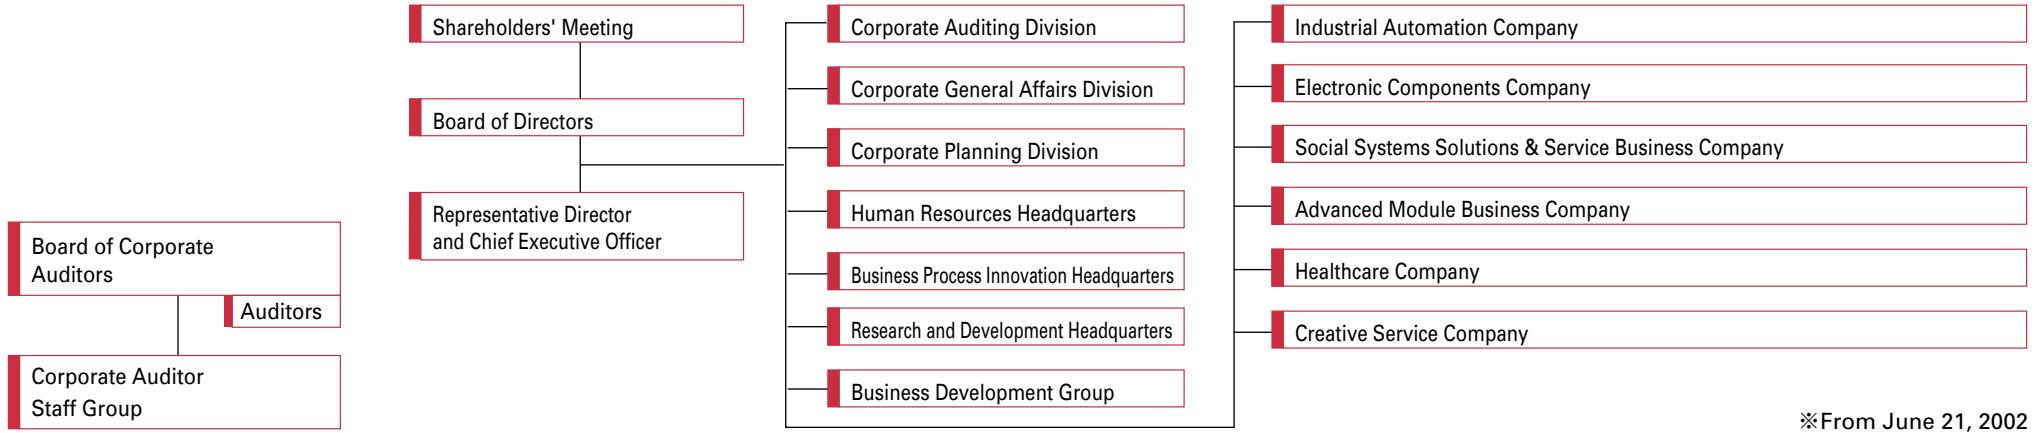 Shareholders' Meeting
Board of Directors
Representative Director
and Chief Executive Officer
Board of Corporate
Auditors
Auditors
Corporate Auditor
Staff Group
Corporate Auditing Division
Corporate General Affairs Division
Corporate Planning Division
Human Resources Headquarters
Business Process Innovation Headquarters
Research and Development Headquarters
Business Development Group
Industrial Automation Company
Electronic Components Company
Social Systems Solutions & Service Business Company
Advanced Module Business Company
Healthcare Company
Creative Service Company
※From June 21, 2002